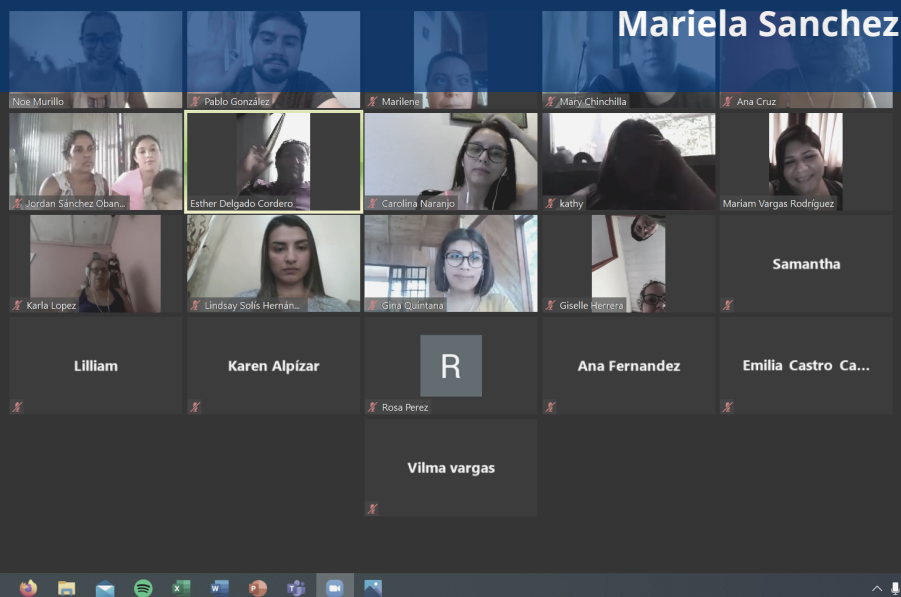 Mariela Sanchez
Noe Murillo
Pablo González
Marilene
Mary Chinchilla
Ana Cruz
Jordan Sánchez Oban...
Esther Delgado Cordero
Carolina Naranjo
kathy
Mariam Vargas Rodríguez
Karla Lopez
Lindsay Solís Hernán...
Gina Quintana
Giselle Herrera
Samantha
Lilliam
Karen Alpízar
R
Rosa Perez
Ana Fernandez
Emilia Castro Ca...
Vilma vargas